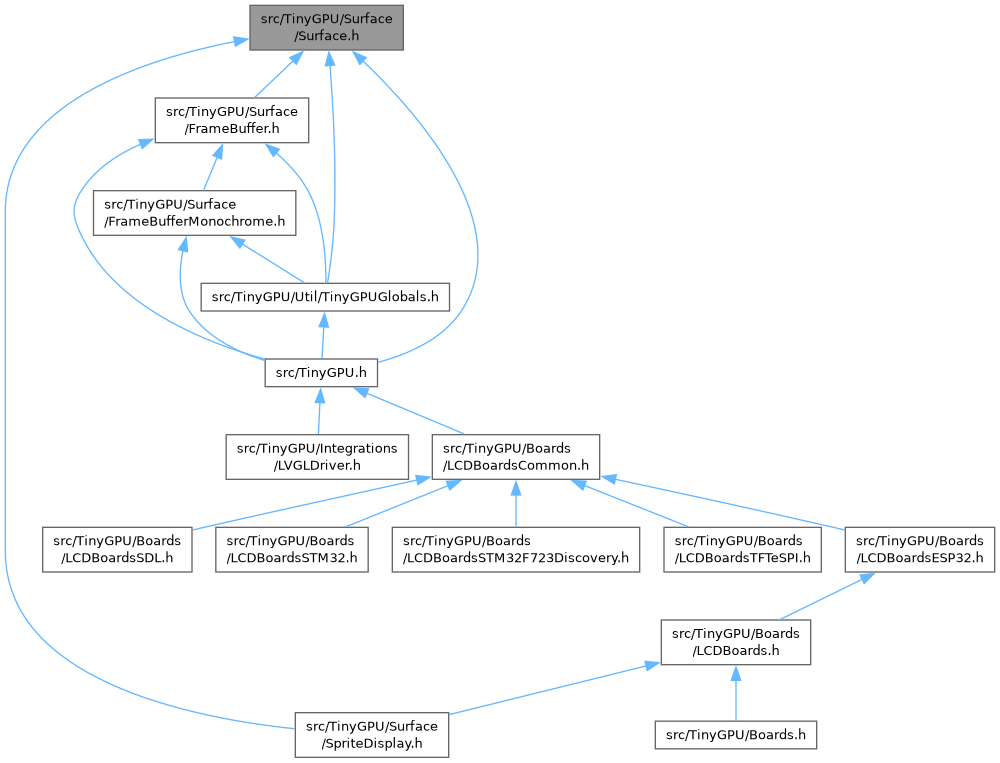 src/TinyGPU/Surface
/Surface.h
src/TinyGPU/Surface
/FrameBuffer.h
src/TinyGPU/Surface
/FrameBufferMonochrome.h
src/TinyGPU/Util/TinyGPUGlobals.h
src/TinyGPU.h
src/TinyGPU/Integrations
/LVGLDriver.h
src/TinyGPU/Boards
/LCDBoardsCommon.h
src/TinyGPU/Boards
/LCDBoardsSDL.h
src/TinyGPU/Boards
/LCDBoardsSTM32.h
src/TinyGPU/Boards
/LCDBoardsSTM32F723Discovery.h
src/TinyGPU/Boards
/LCDBoardsTFTeSPI.h
src/TinyGPU/Boards
/LCDBoardsESP32.h
src/TinyGPU/Boards
/LCDBoards.h
src/TinyGPU/Surface
/SpriteDisplay.h
src/TinyGPU/Boards.h